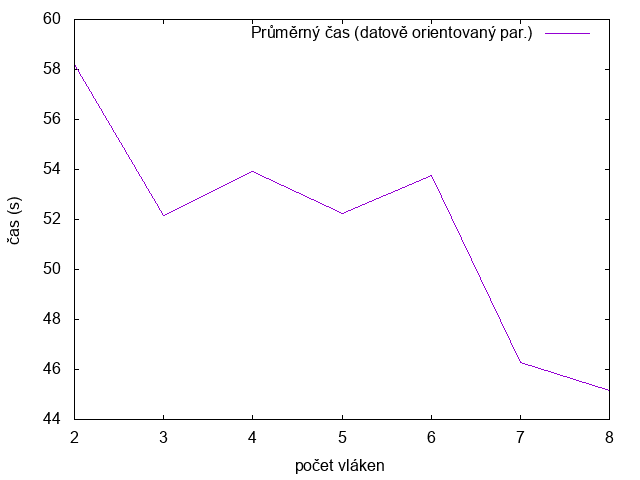 Průměrný čas (datově orientovaný par.)
60
58
56
54
52
50
48
46
44
čas (s)
2 3 4 5 6 7 8
počet vláken